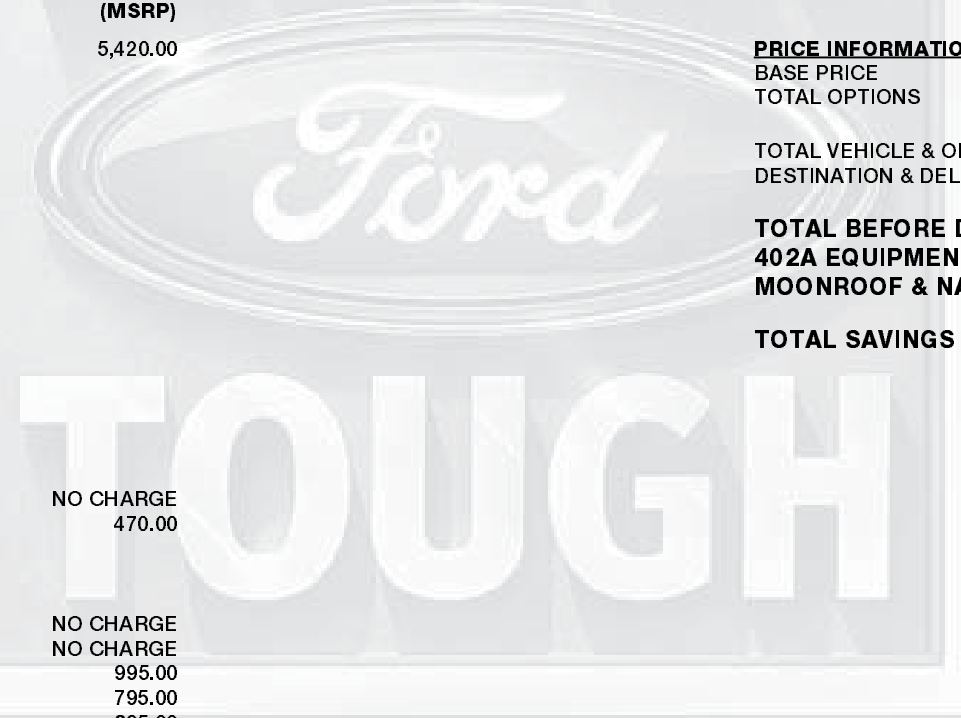 (MSRP)
5,420.00
NO CHARGE
470.00
NO CHARGE
NO CHARGE
995.00
795.00
Ford
TOUGH
PRICE INFORMATIO
BASE PRICE
TOTAL OPTIONS
TOTAL VEHICLE & O
DESTINATION & DEL
TOTAL BEFORE D
402A EQUIPMEN
MOONROOF & NA
TOTAL SAVINGS